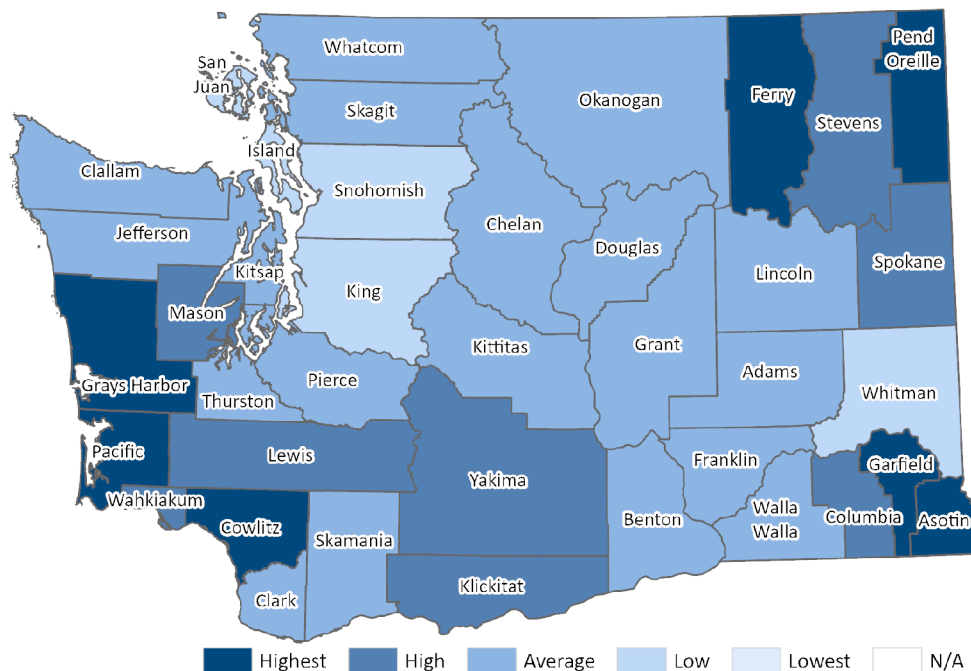 Whatcom
Pend
Oreille
San
Juan
Okanogan
Ferry
Skagit
Stevens
Island
Clallam
Snohomish
Chelan
Jefferson
Douglas
Kitsap
Lincoln
Spokane
King
Mason
Kittitas
Grant
Adams
Pierce
Grays Harbor
Thurston
Whitman
Pacific
Lewis
Franklin
Garfield
Yakima
Wahkiakum
Cowlitz
Skamania
Benton
Walla
Walla
Columbia
Asotin
Klickitat
Clark
Highest
High
Average
Low
Lowest
N/A